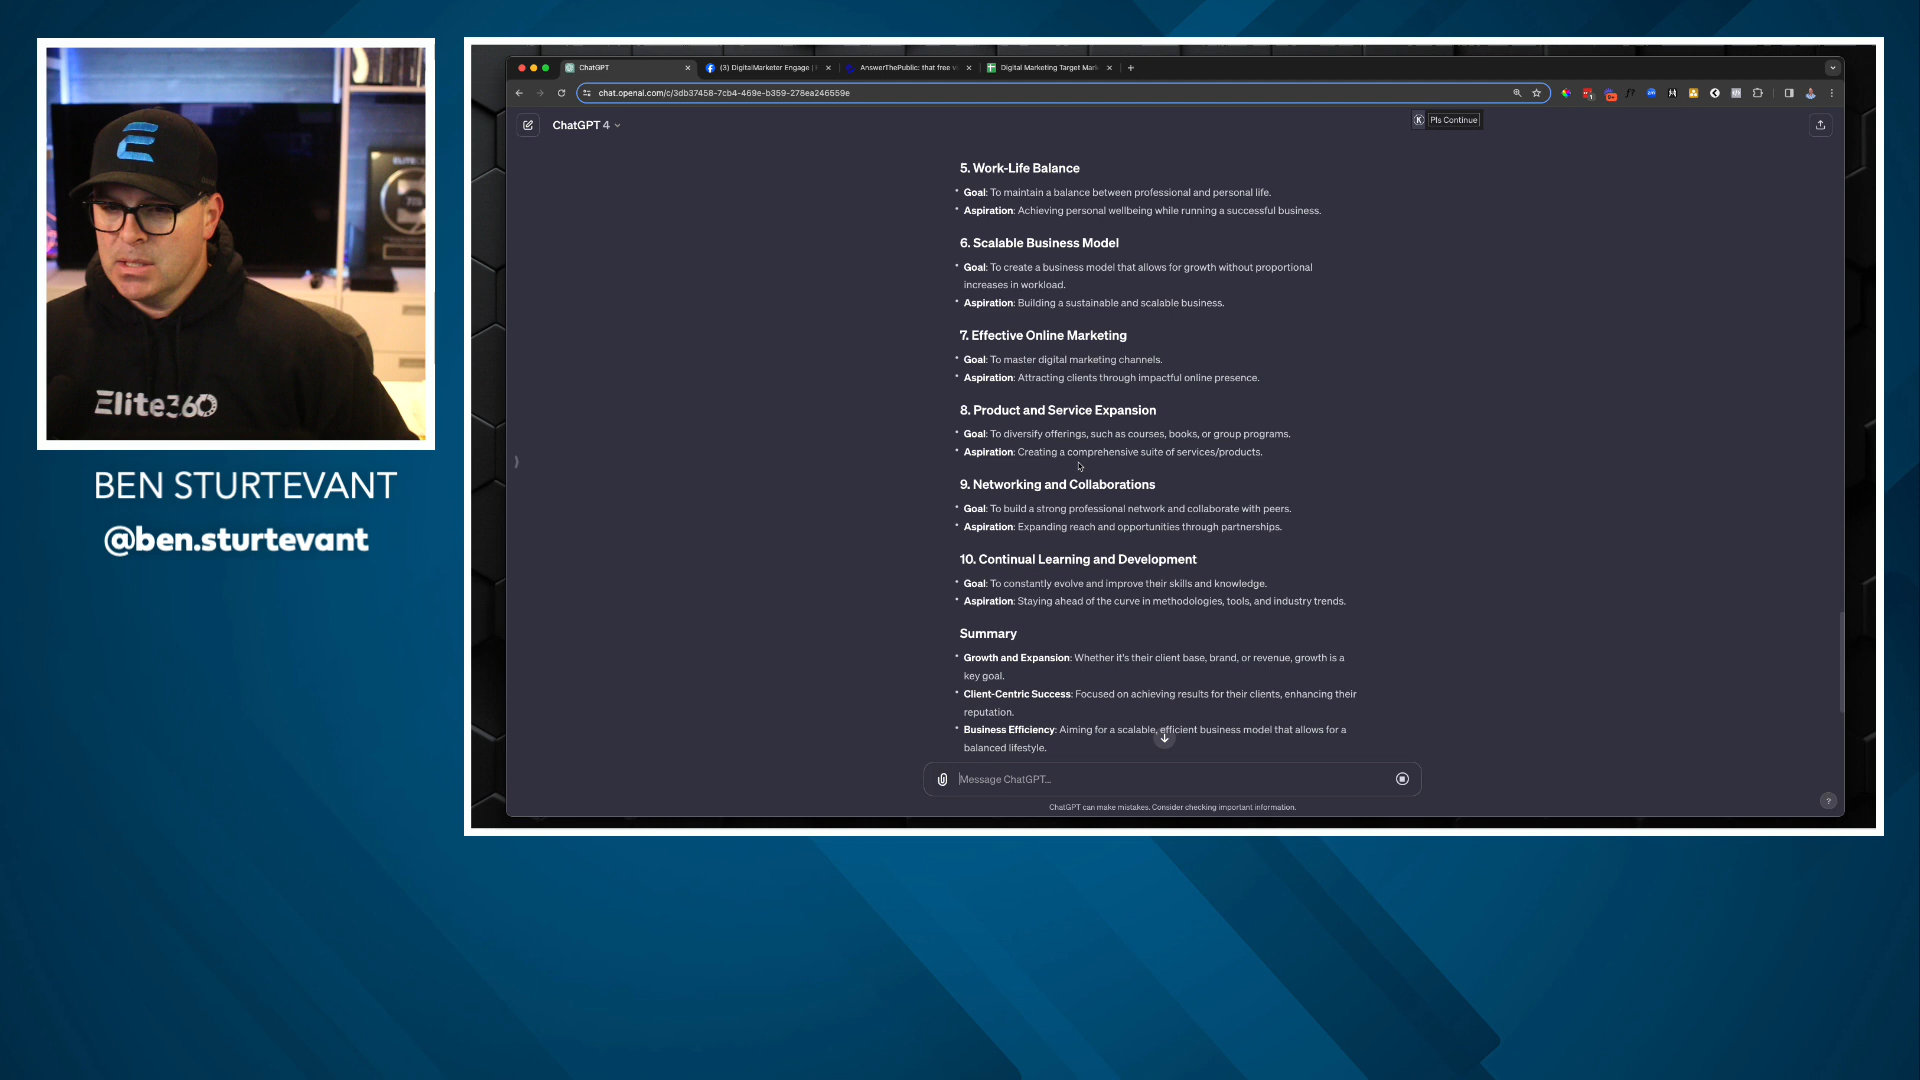 Elite360
BEN STURTEVANT
@ben.sturtevant
ChatGPT
(3) DigitalMarketer Engage |
AnswerThePublic: that free v
Digital Marketing Target Mark
chat.openai.com/c/3db37458-7cb4-469e-b359-278ea246559e
ChatGPT 4
K Pls Continue
5. Work-Life Balance
• Goal: To maintain a balance between professional and personal life.
• Aspiration: Achieving personal wellbeing while running a successful business.
6. Scalable Business Model
• Goal: To create a business model that allows for growth without proportional
increases in workload.
• Aspiration: Building a sustainable and scalable business.
7. Effective Online Marketing
• Goal: To master digital marketing channels.
• Aspiration: Attracting clients through impactful online presence.
8. Product and Service Expansion
• Goal: To diversify offerings, such as courses, books, or group programs.
• Aspiration: Creating a comprehensive suite of services/products.
9. Networking and Collaborations
• Goal: To build a strong professional network and collaborate with peers.
• Aspiration: Expanding reach and opportunities through partnerships.
10. Continual Learning and Development
• Goal: To constantly evolve and improve their skills and knowledge.
• Aspiration: Staying ahead of the curve in methodologies, tools, and industry trends.
Summary
• Growth and Expansion: Whether it's their client base, brand, or revenue, growth is a
key goal.
• Client-Centric Success: Focused on achieving results for their clients, enhancing their
reputation.
• Business Efficiency: Aiming for a scalable, efficient business model that allows for a
balanced lifestyle.
Message ChatGPT...
ChatGPT can make mistakes. Consider checking important information.
?